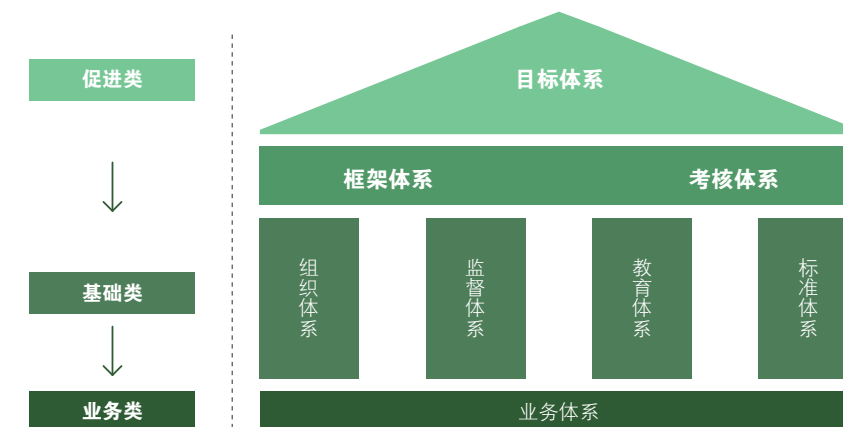 促进类
目标体系
框架体系
考核体系
组织体系
监督体系
教育体系
标准体系
基础类
业务类
业务体系